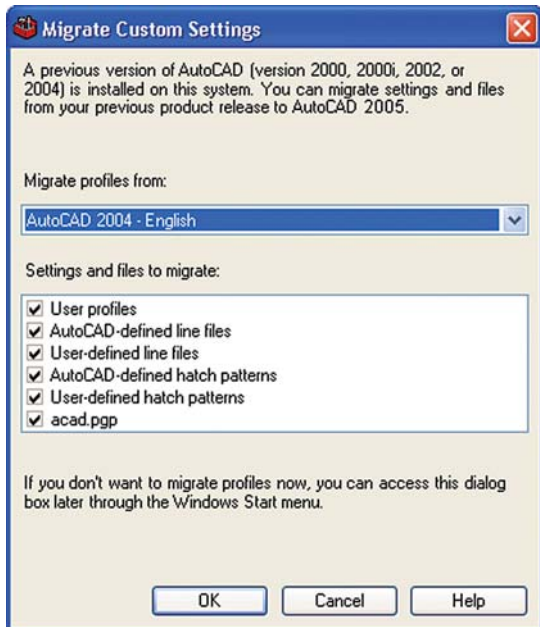 Migrate Custom Settings
A previous version of AutoCAD (version 2000, 2000i, 2002, or
2004) is installed on this system. You can migrate settings and files
from your previous product release to AutoCAD 2005.
Migrate profiles from:
AutoCAD 2004 - English
Settings and files to migrate:
User profiles
AutoCAD-defined line files
User-defined line files
AutoCAD-defined hatch patterns
User-defined hatch patterns
acad.pgp
If you don't want to migrate profiles now, you can access this dialog
box later through the Windows Start menu.
OK Cancel Help